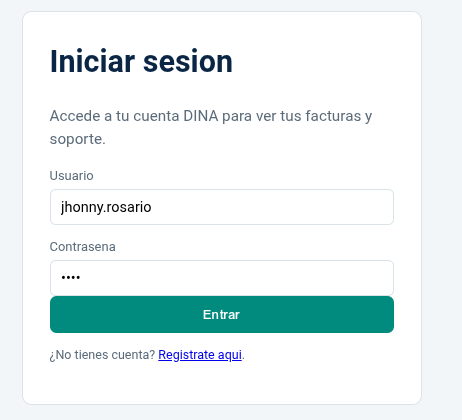 Iniciar sesion
Accede a tu cuenta DINA para ver tus facturas y
soporte.
Usuario
jhonny.rosario
Contrasena
••••
Entrar
¿No tienes cuenta? Registrate aqui.